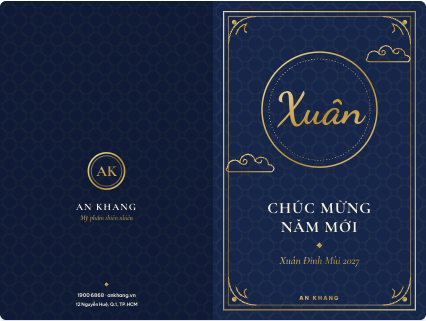 AK
AN KHANG
Mỹ phẩm thiên nhiên
1900 6868 · ankhang.vn
12 Nguyễn Huệ, Q.1, TP. HCM
Xuân
CHÚC MỪNG
NĂM MỚI
Xuân Đinh Mùi 2027
AN KHANG